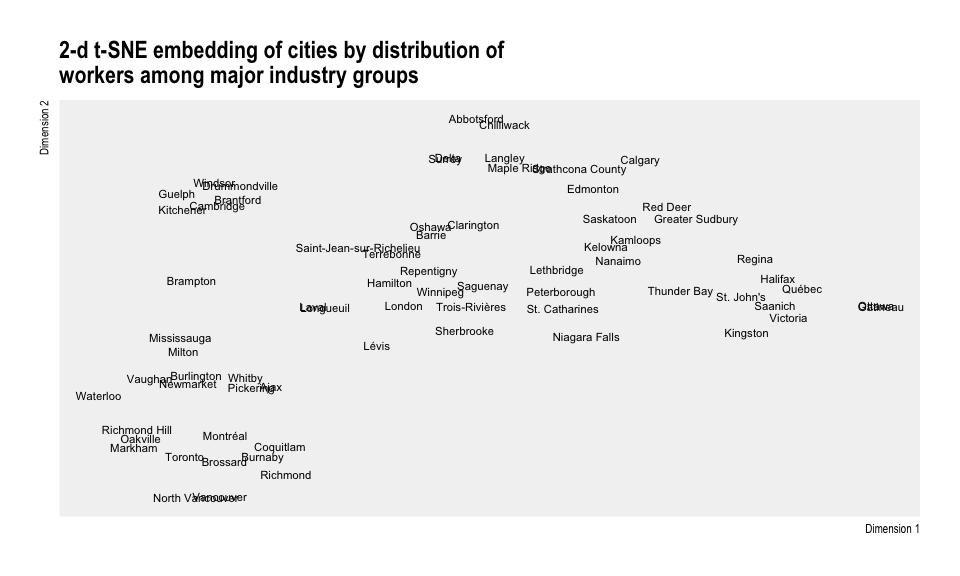 2-d t-SNE embedding of cities by distribution of
workers among major industry groups
Dimension 2
Abbotsford
Chilliwack
Surrey
Delta
Langley
Calgary
Maple Ridge
Strathcona County
Windsor
Drummondville
Edmonton
Guelph
Brantford
Cambridge
Kitchener
Red Deer
Saskatoon
Greater Sudbury
Oshawa
Clarington
Barrie
Kamloops
Saint-Jean-sur-Richelieu
Kelowna
Terrebonne
Nanaimo
Regina
Repentigny
Lethbridge
Brampton
Hamilton
Saguenay
Halifax
Winnipeg
Peterborough
Thunder Bay
Québec
St. John's
Laval
Longueuil
London
Trois-Rivières
St. Catharines
Saanich
Ottawa
Gatineau
Victoria
Sherbrooke
Kingston
Mississauga
Niagara Falls
Lévis
Milton
Vaughan
Burlington
Whitby
Newmarket
Pickering
Ajax
Waterloo
Richmond Hill
Oakville
Montréal
Markham
Coquitlam
Toronto
Brossard
Burnaby
Richmond
North Vancouver
Vancouver
Dimension 1